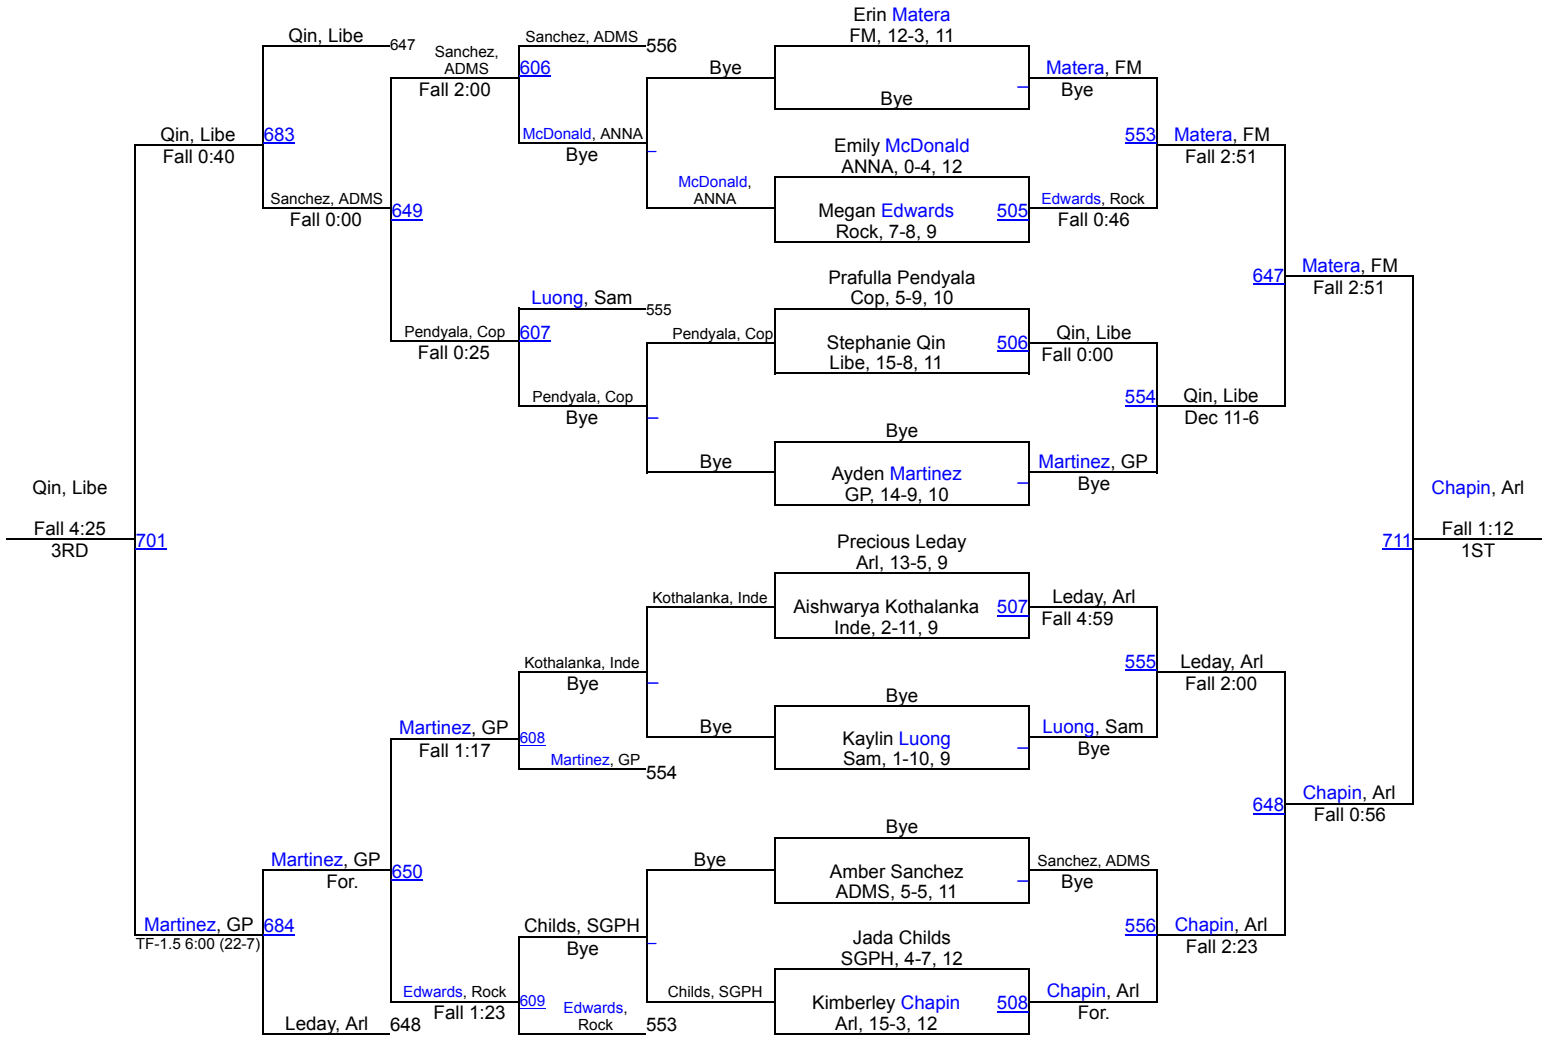 Qin, Libe
647
Sanchez,
ADMS
Fall 2:00
Sanchez, ADMS
556
606
Bye
Erin Matera
FM, 12-3, 11
Bye
Matera, FM
Bye
Qin, Libe
Fall 0:40
683
McDonald, ANNA
Bye
Emily McDonald
ANNA, 0-4, 12
553
Matera, FM
Fall 2:51
Sanchez, ADMS
Fall 0:00
649
McDonald,
ANNA
Megan Edwards
Rock, 7-8, 9
505
Edwards, Rock
Fall 0:46
Prafulla Pendyala
Cop, 5-9, 10
647
Matera, FM
Fall 2:51
Luong, Sam
555
Pendyala, Cop
Fall 0:25
607
Pendyala, Cop
Stephanie Qin
Libe, 15-8, 11
506
Qin, Libe
Fall 0:00
Pendyala, Cop
Bye
554
Qin, Libe
Dec 11-6
Bye
Bye
Ayden Martinez
GP, 14-9, 10
Martinez, GP
Bye
Qin, Libe
Fall 4:25
3RD
701
Chapin, Arl
711
Fall 1:12
1ST
Precious Leday
Arl, 13-5, 9
Kothalanka, Inde
Aishwarya Kothalanka
Inde, 2-11, 9
507
Leday, Arl
Fall 4:59
Kothalanka, Inde
Bye
555
Leday, Arl
Fall 2:00
Bye
Martinez, GP
Fall 1:17
608
Bye
Kaylin Luong
Sam, 1-10, 9
Luong, Sam
Bye
Martinez, GP
554
648
Chapin, Arl
Fall 0:56
Bye
Martinez, GP
For.
650
Bye
Amber Sanchez
ADMS, 5-5, 11
Sanchez, ADMS
Bye
Martinez, GP
TF-1.5 6:00 (22-7)
684
Childs, SGPH
Bye
Jada Childs
SGPH, 4-7, 12
556
Chapin, Arl
Fall 2:23
Edwards, Rock
Fall 1:23
609
Childs, SGPH
Kimberley Chapin
Arl, 15-3, 12
508
Chapin, Arl
For.
Leday, Arl
648
Edwards,
Rock
553